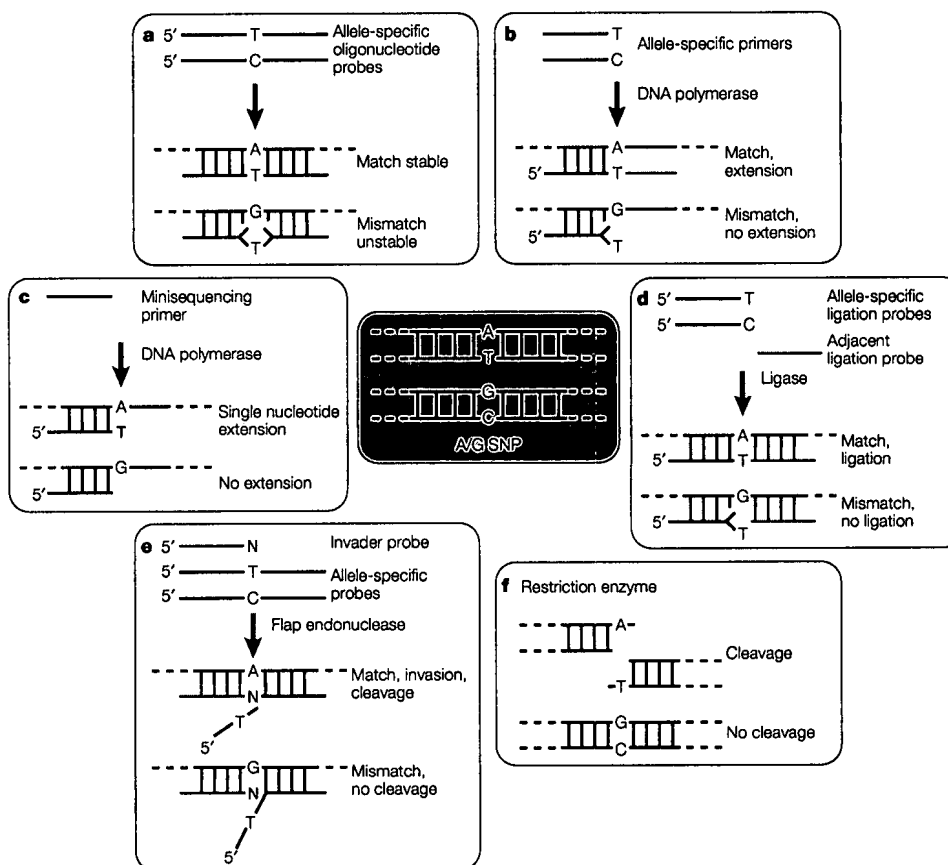 a 5′ T Allele-specific
5′ C oligonucleotide
probes
A
T
Match stable
G
T
Mismatch
unstable
b T Allele-specific primers
C
DNA polymerase
A
5′ T
Match,
extension
G
5′ T
Mismatch,
no extension
c Minisequencing
primer
DNA polymerase
A
5′ T
Single nucleotide
extension
G
5′
No extension
A
T
G
C
A/G SNP
d 5′ T Allele-specific
5′ C ligation probes
Adjacent
ligation probe
Ligase
A
5′ T
Match,
ligation
G
5′ T
Mismatch,
no ligation
e 5′ N Invader probe
5′ T Allele-specific
5′ C probes
Flap endonuclease
A
N
T
5′
Match, invasion,
cleavage
G
N
T
5′
Mismatch,
no cleavage
f Restriction enzyme
A
T
Cleavage
G
C
No cleavage